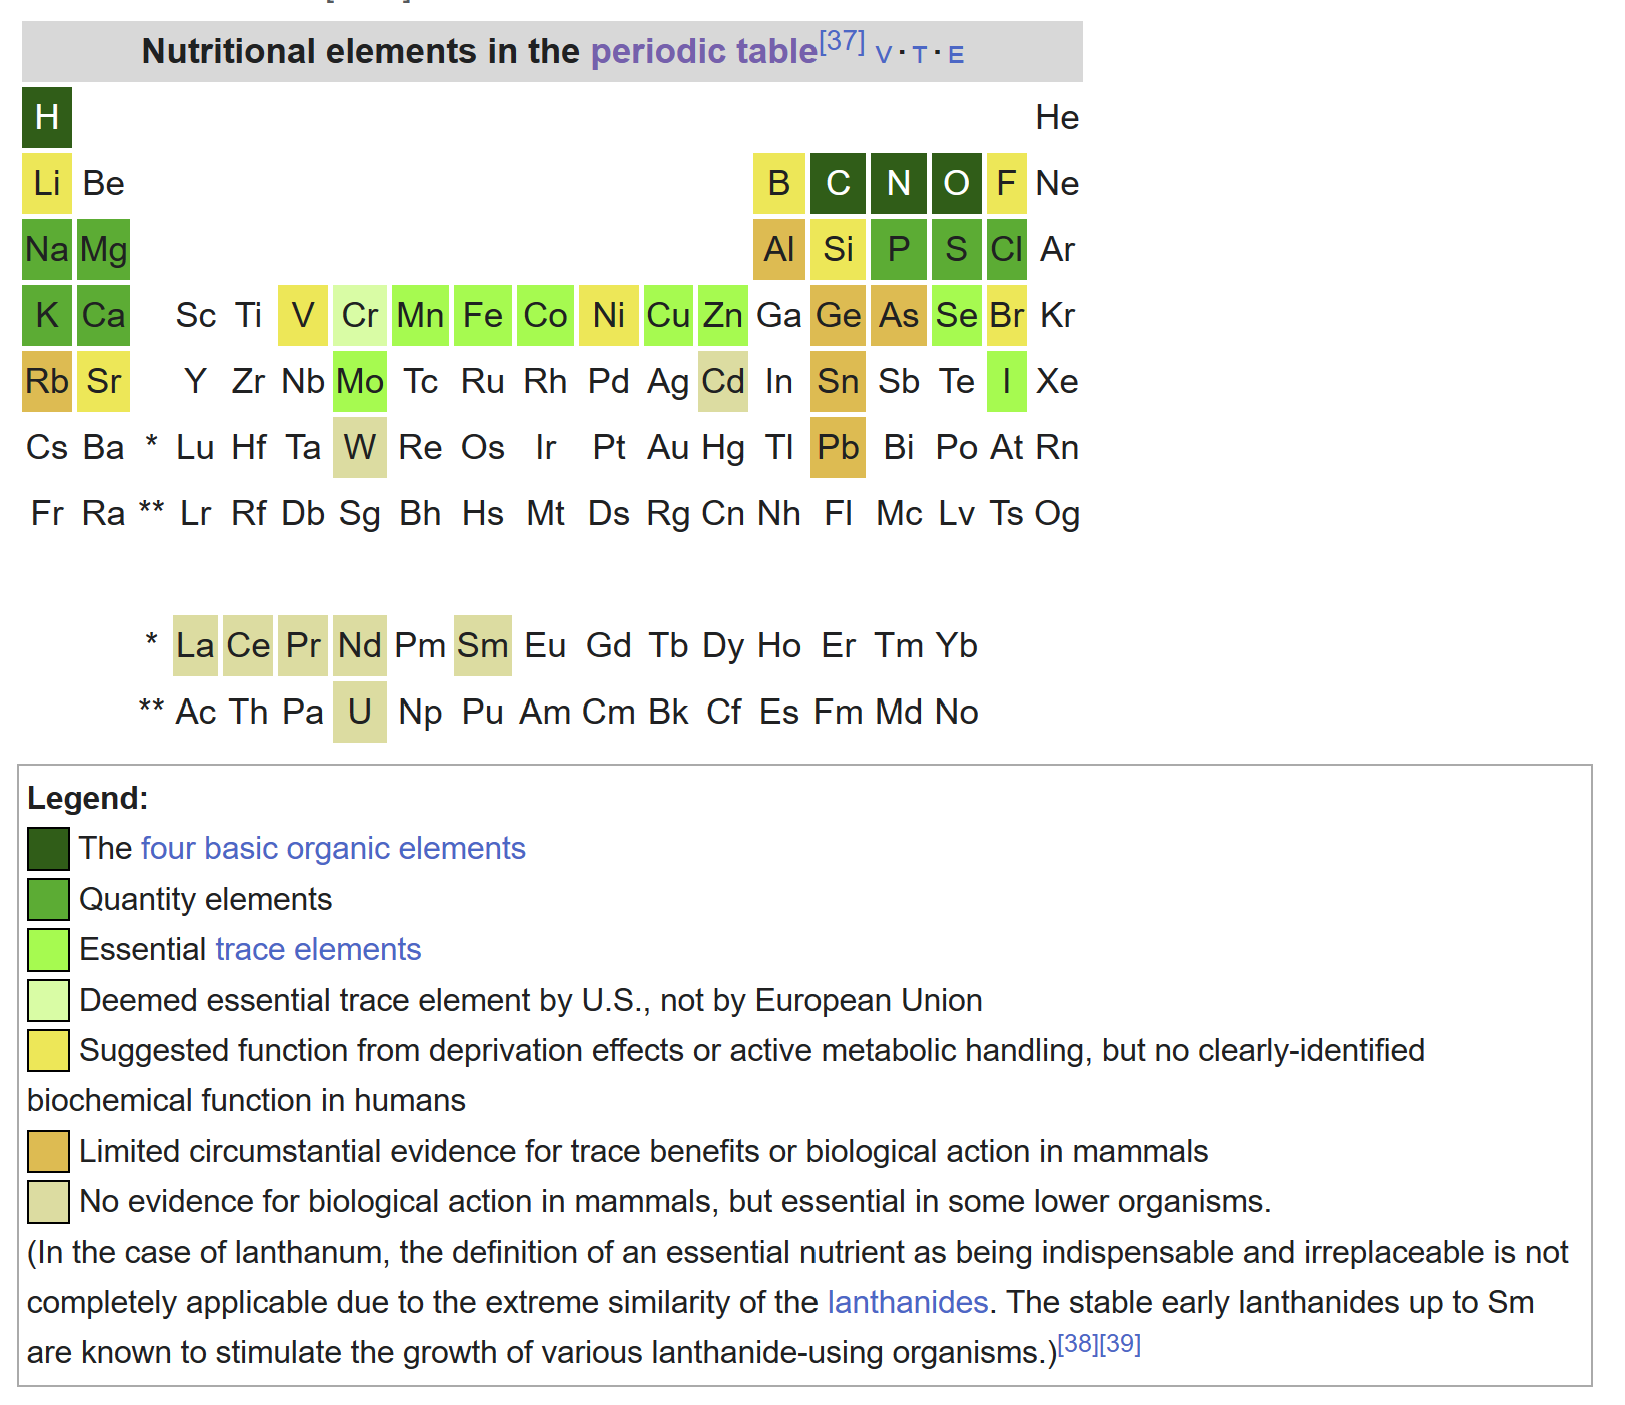 Nutritional elements in the periodic table[37] V · T · E
H He
Li Be B C N O F Ne
Na Mg Al Si P S Cl Ar
K Ca Sc Ti V Cr Mn Fe Co Ni Cu Zn Ga Ge As Se Br Kr
Rb Sr Y Zr Nb Mo Tc Ru Rh Pd Ag Cd In Sn Sb Te I Xe
Cs Ba * Lu Hf Ta W Re Os Ir Pt Au Hg Tl Pb Bi Po At Rn
Fr Ra ** Lr Rf Db Sg Bh Hs Mt Ds Rg Cn Nh Fl Mc Lv Ts Og
* La Ce Pr Nd Pm Sm Eu Gd Tb Dy Ho Er Tm Yb
** Ac Th Pa U Np Pu Am Cm Bk Cf Es Fm Md No
Legend:
The four basic organic elements
Quantity elements
Essential trace elements
Deemed essential trace element by U.S., not by European Union
Suggested function from deprivation effects or active metabolic handling, but no clearly-identified
biochemical function in humans
Limited circumstantial evidence for trace benefits or biological action in mammals
No evidence for biological action in mammals, but essential in some lower organisms.
(In the case of lanthanum, the definition of an essential nutrient as being indispensable and irreplaceable is not
completely applicable due to the extreme similarity of the lanthanides. The stable early lanthanides up to Sm
are known to stimulate the growth of various lanthanide-using organisms.)[38][39]